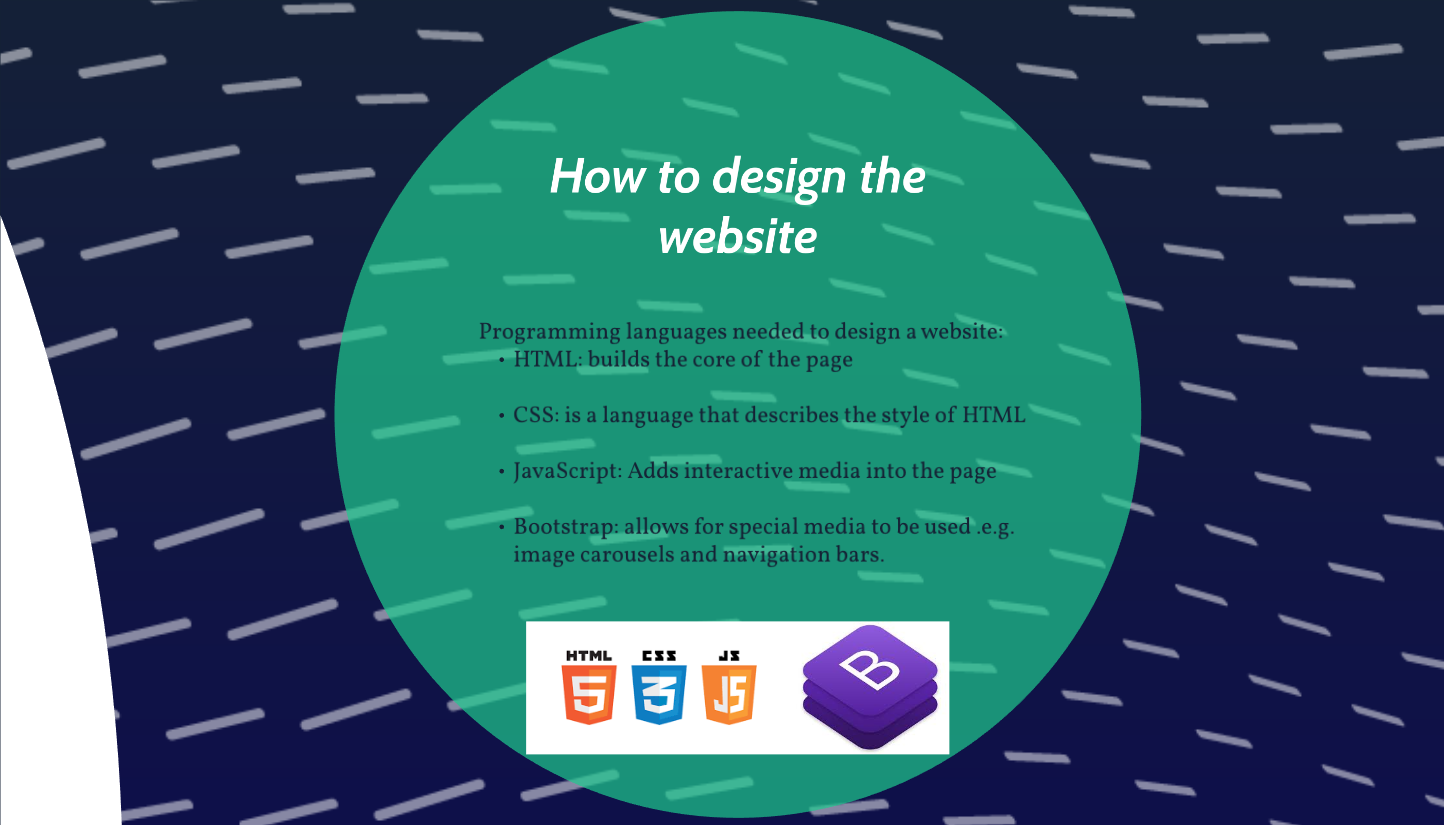 How to design the
website
Programming languages needed to design a website:
• HTML: builds the core of the page
• CSS: is a language that describes the style of HTML
• JavaScript: Adds interactive media into the page
• Bootstrap: allows for special media to be used .e.g.
image carousels and navigation bars.
HTML CSS JS
5 3 JS B